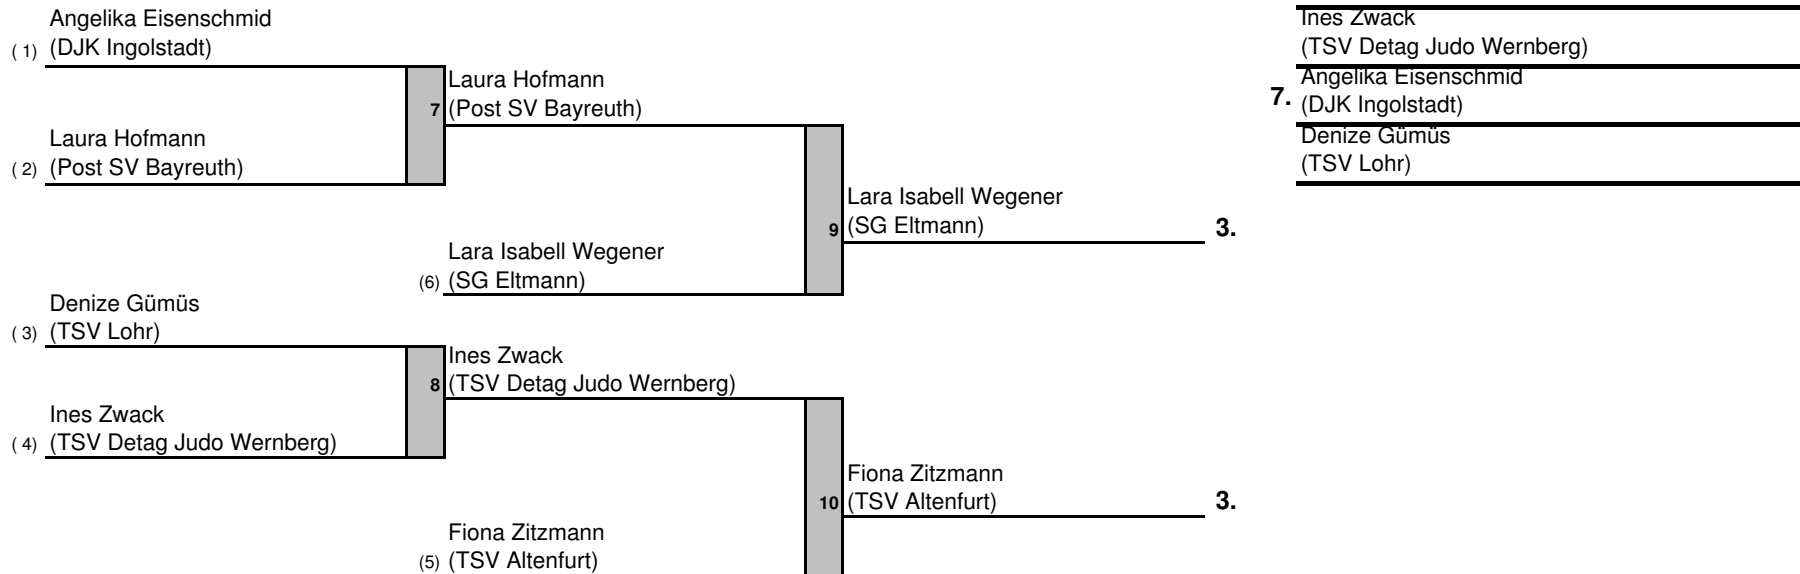 Angelika Eisenschmid
( 1) (DJK Ingolstadt)
Laura Hofmann
7 (Post SV Bayreuth)
Laura Hofmann
( 2) (Post SV Bayreuth)
Lara Isabell Wegener
9 (SG Eltmann) 3.
Lara Isabell Wegener
(6) (SG Eltmann)
Denize Gümüs
( 3) (TSV Lohr)
Ines Zwack
8 (TSV Detag Judo Wernberg)
Ines Zwack
( 4) (TSV Detag Judo Wernberg)
Fiona Zitzmann
10 (TSV Altenfurt) 3.
Fiona Zitzmann
(5) (TSV Altenfurt)
Ines Zwack
(TSV Detag Judo Wernberg)
Angelika Eisenschmid
7. (DJK Ingolstadt)
Denize Gümüs
(TSV Lohr)